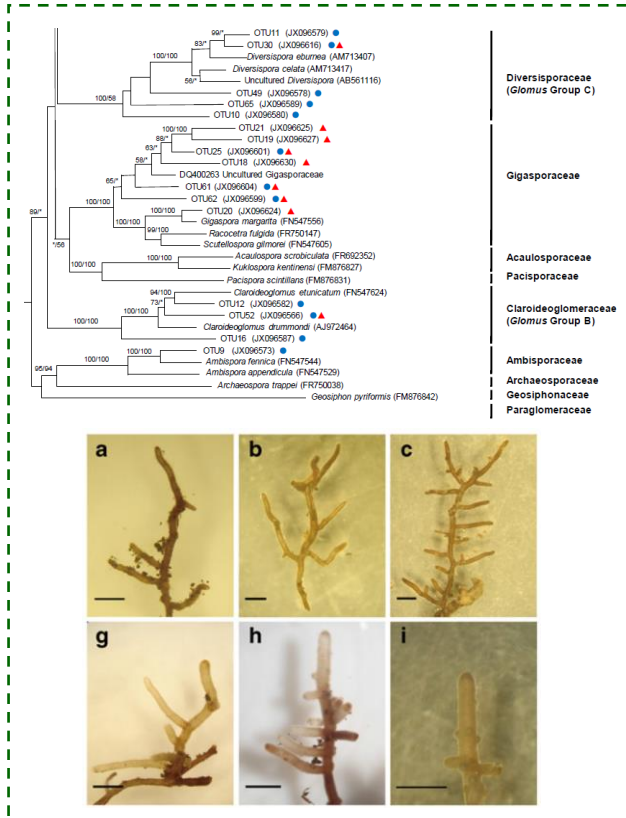 99/*
OTU11 (JX096579)
83/*
OTU30 (JX096616)
Diversispora eburnea (AM713407)
100/100
Diversispora celata (AM713417)
56/*
Uncultured Diversispora (AB561116)
100/58
OTU49 (JX096578)
OTU65 (JX096589)
OTU10 (JX096580)
Diversisporaceae
(Glomus Group C)
100/100
OTU21 (JX096625)
88/*
OTU19 (JX096627)
63/*
OTU25 (JX096601)
58/*
OTU18 (JX096630)
DQ400263 Uncultured Gigasporaceae
65/*
OTU61 (JX096604)
100/100
OTU62 (JX096599)
100/100
OTU20 (JX096624)
100/100
Gigaspora margarita (FN547556)
99/100
Racocetra fulgida (FR750147)
Scutellospora gilmorei (FN547605)
Gigasporaceae
89/*
*/56
100/100
Acaulospora scrobiculata (FR692352)
100/100
Kuklospora kentinensi (FM876827)
Acaulosporaceae
Pacispora scintillans (FM876831)
Pacisporaceae
Claroideoglomus etunicatum (FN547624)
94/100
OTU12 (JX096582)
73/*
OTU52 (JX096566)
100/100
Claroideoglomus drummondi (AJ972464)
100/100
OTU16 (JX096587)
Claroideoglomeraceae
(Glomus Group B)
100/100
OTU9 (JX096573)
100/100
Ambispora fennica (FN547544)
Ambispora appendicula (FN547529)
Ambisporaceae
95/94
Archaeospora trappei (FR750038)
Archaeosporaceae
Geosiphon pyriformis (FM876842)
Geosiphonaceae
Paraglomeraceae
a b c
g h i